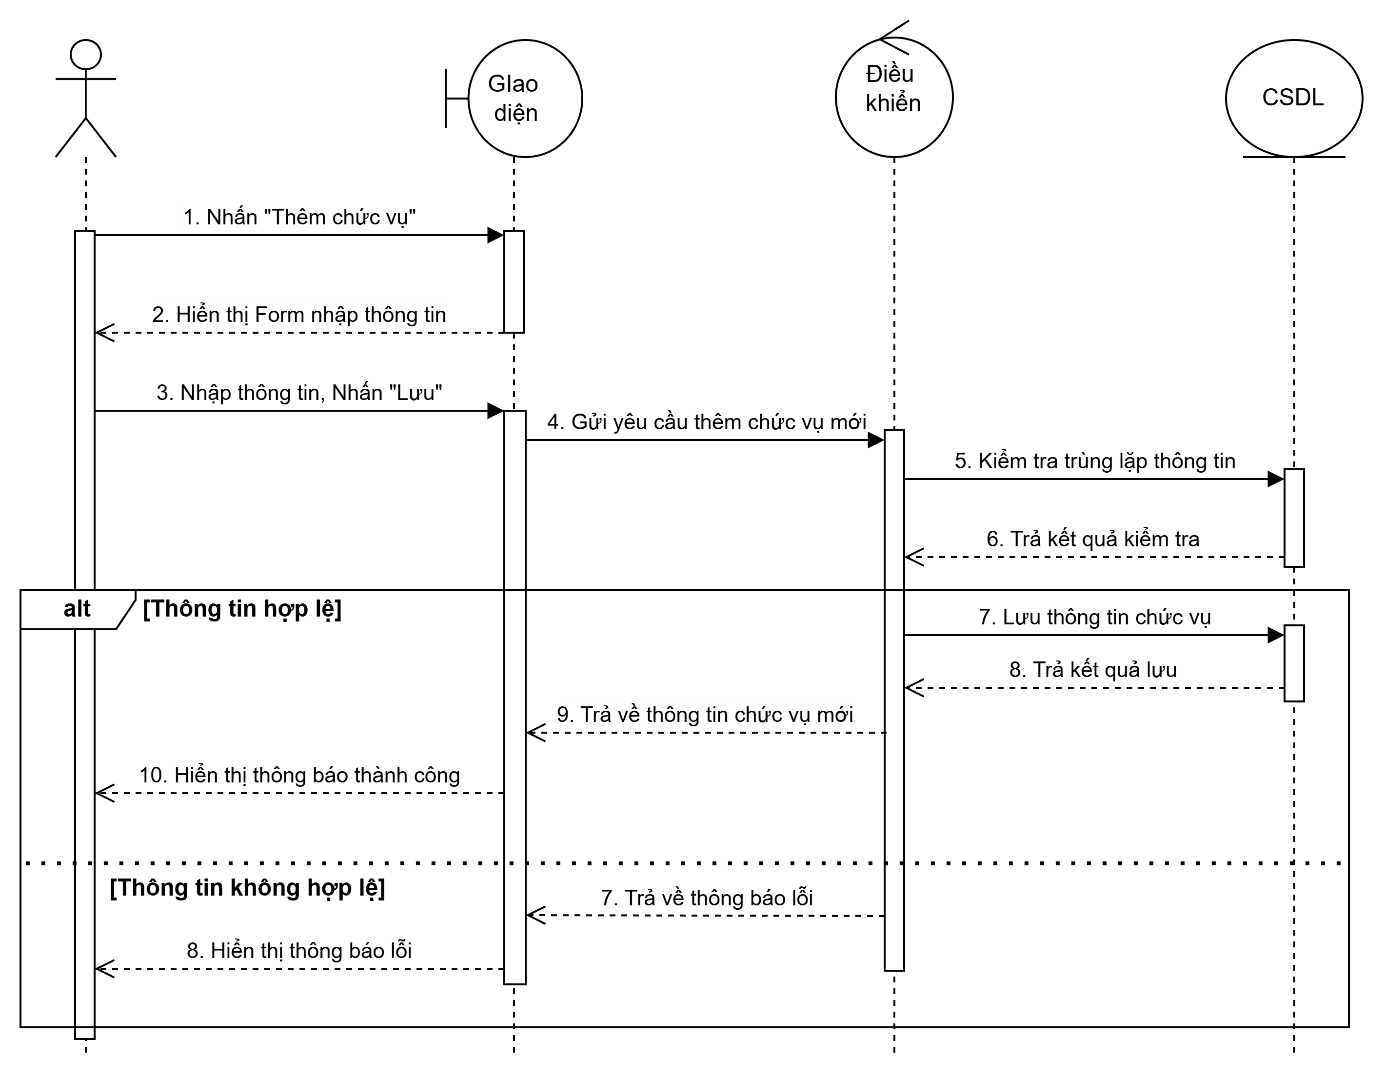 GIao
diện
Điều
khiển
CSDL
1. Nhấn "Thêm chức vụ"
2. Hiển thị Form nhập thông tin
3. Nhập thông tin, Nhấn "Lưu"
4. Gửi yêu cầu thêm chức vụ mới
5. Kiểm tra trùng lặp thông tin
6. Trả kết quả kiểm tra
alt
[Thông tin hợp lệ]
7. Lưu thông tin chức vụ
8. Trả kết quả lưu
9. Trả về thông tin chức vụ mới
10. Hiển thị thông báo thành công
[Thông tin không hợp lệ]
7. Trả về thông báo lỗi
8. Hiển thị thông báo lỗi